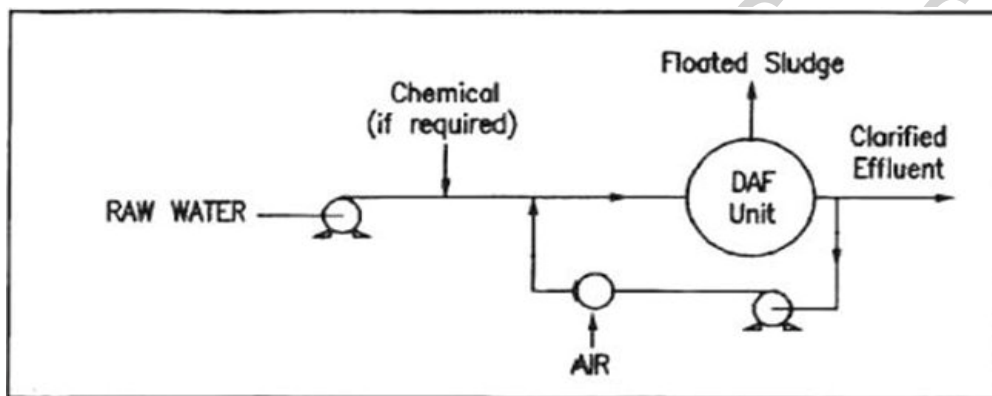 Floated Sludge
Chemical
(if required)
Clarified
Effluent
RAW WATER
DAF
Unit
AIR